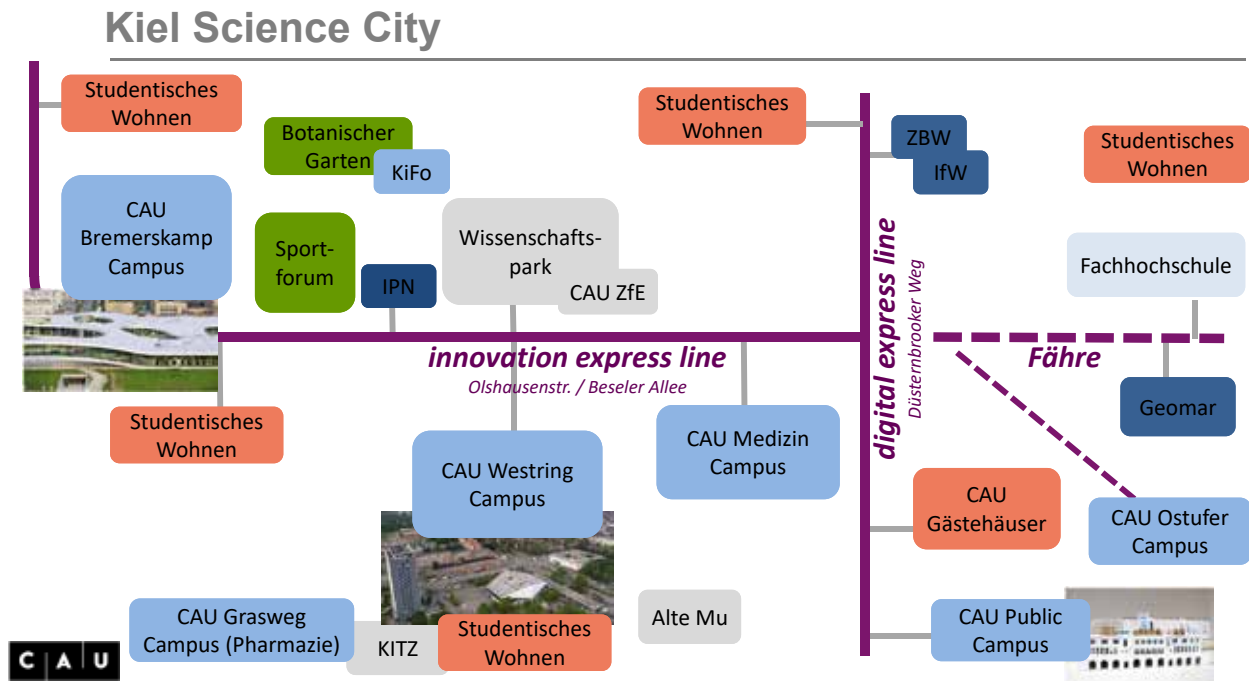 Kiel Science City
Studentisches
Wohnen
Botanischer
Garten
KiFo
Studentisches
Wohnen
ZBW
IfW
Studentisches
Wohnen
CAU
Bremerskamp
Campus
Sport-
forum
IPN
Wissenschafts-
park
CAU ZfE
digital express line
Düsternbrooker Weg
Fachhochschule
innovation express line
Olshausenstr. / Beseler Allee
Fähre
Studentisches
Wohnen
CAU Westring
Campus
CAU Medizin
Campus
Geomar
CAU
Gästehäuser
CAU Ostufer
Campus
CAU Grasweg
Campus (Pharmazie)
KITZ
Studentisches
Wohnen
Alte Mu
CAU Public
Campus
C A U